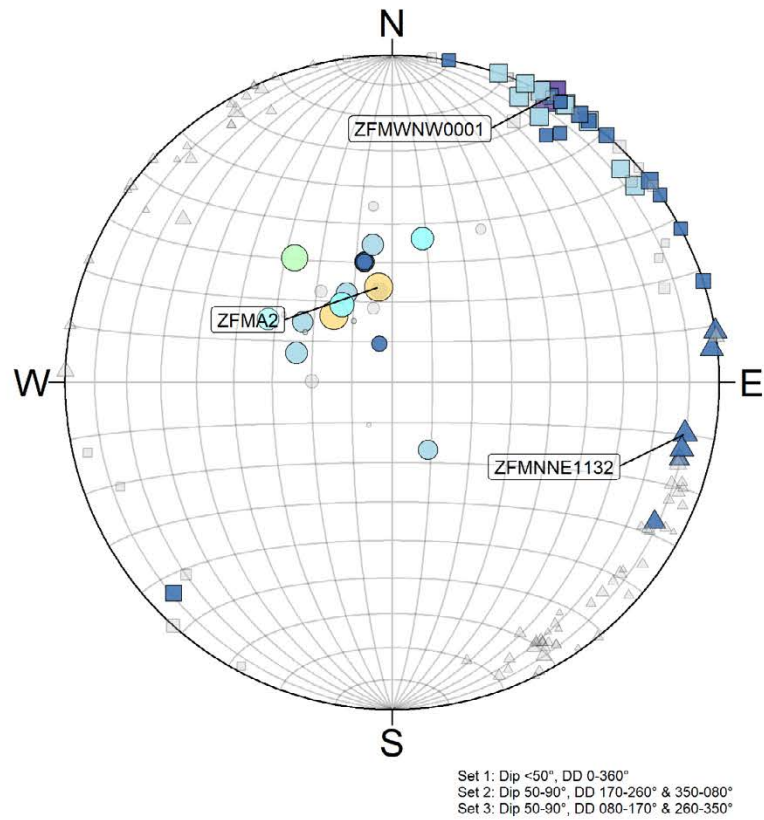 N
ZFMWNW0001
ZFMA2
W
E
ZFMNNE1132
S
Set 1: Dip <50°, DD 0-360°
Set 2: Dip 50-90°, DD 170-260° & 350-080°
Set 3: Dip 50-90°, DD 080-170° & 260-350°